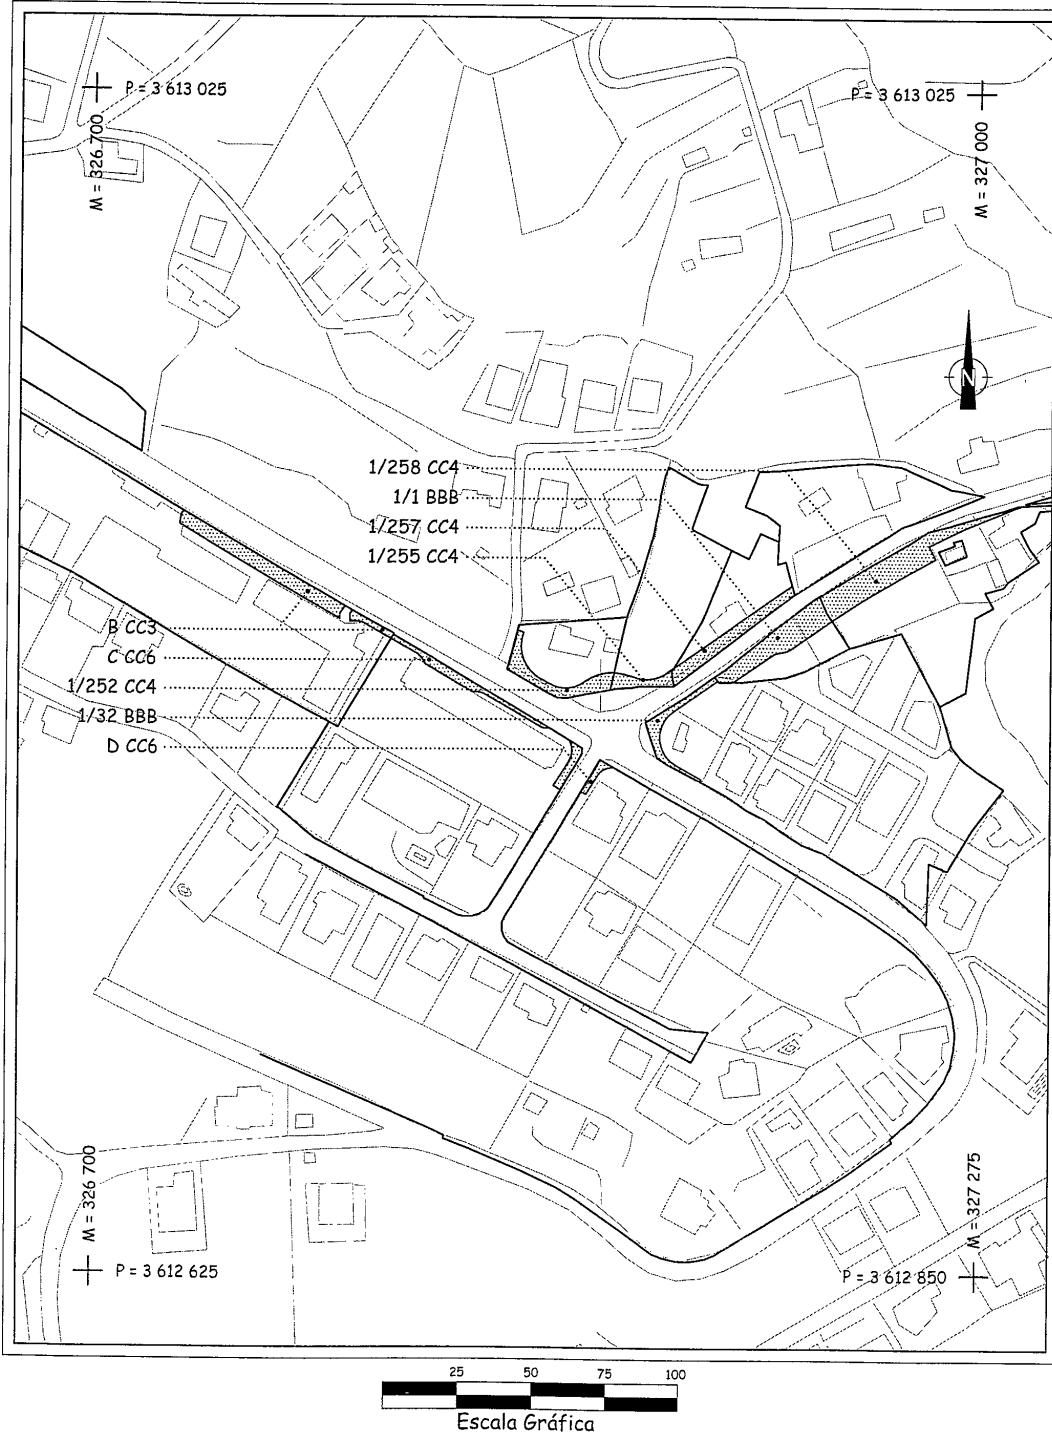 P = 3 613 025
P = 3 613 025
M = 326 700
M = 327 000
N
1/258 CC4
1/1 BBB
1/257 CC4
1/255 CC4
B CC3
C CC6
1/252 CC4
1/32 BBB
D CC6
M = 326 700
M = 327 275
P = 3 612 625
P = 3 612 850
25 50 75 100
Escala Gráfica